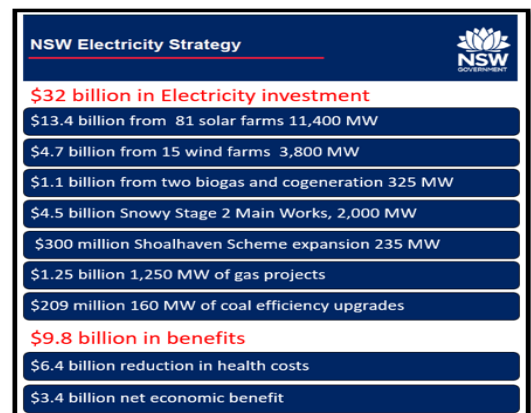 NSW Electricity Strategy
NSW
GOVERNMENT
$32 billion in Electricity investment
$13.4 billion from 81 solar farms 11,400 MW
$4.7 billion from 15 wind farms 3,800 MW
$1.1 billion from two biogas and cogeneration 325 MW
$4.5 billion Snowy Stage 2 Main Works, 2,000 MW
$300 million Shoalhaven Scheme expansion 235 MW
$1.25 billion 1,250 MW of gas projects
$209 million 160 MW of coal efficiency upgrades
$9.8 billion in benefits
$6.4 billion reduction in health costs
$3.4 billion net economic benefit